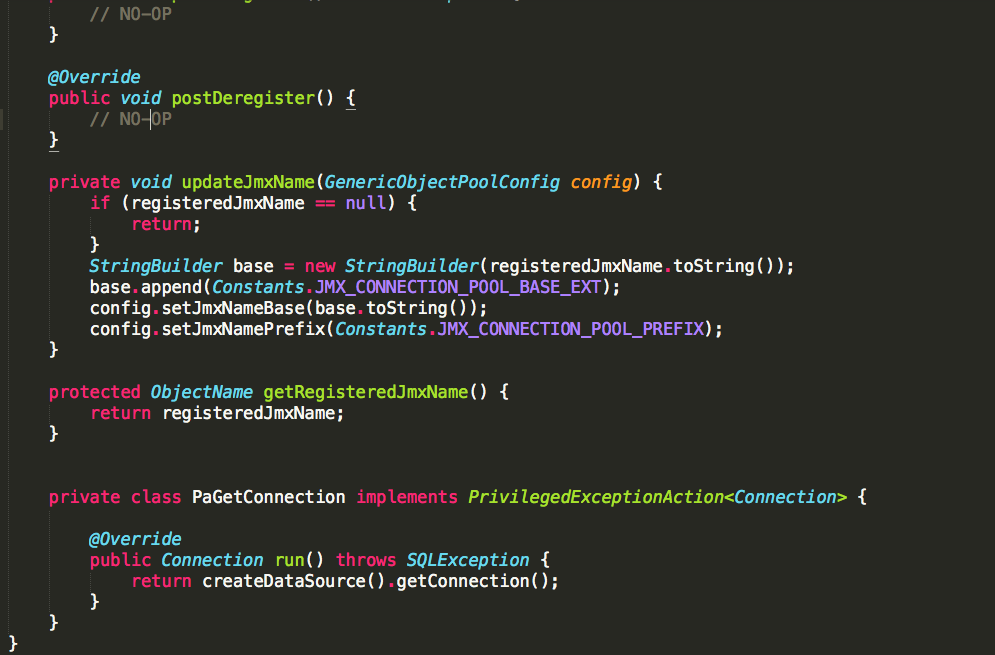 // NO-OP
    }

    @Override
    public void postDeregister() {
        // NO-OP
    }

    private void updateJmxName(GenericObjectPoolConfig config) {
        if (registeredJmxName == null) {
            return;
        }
        StringBuilder base = new StringBuilder(registeredJmxName.toString());
        base.append(Constants.JMX_CONNECTION_POOL_BASE_EXT);
        config.setJmxNameBase(base.toString());
        config.setJmxNamePrefix(Constants.JMX_CONNECTION_POOL_PREFIX);
    }

    protected ObjectName getRegisteredJmxName() {
        return registeredJmxName;
    }


    private class PaGetConnection implements PrivilegedExceptionAction<Connection> {

        @Override
        public Connection run() throws SQLException {
            return createDataSource().getConnection();
        }
    }
}